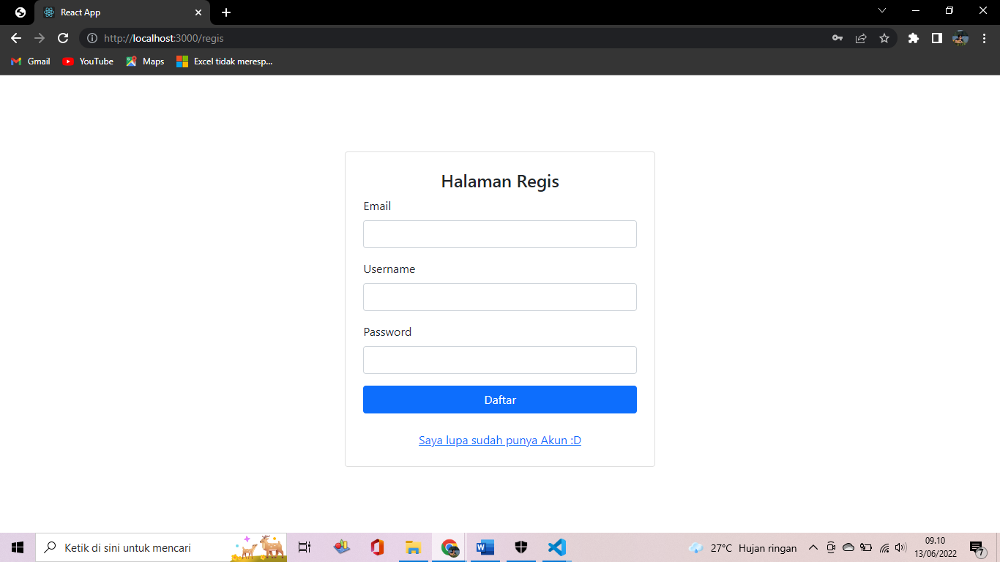 React App
http://localhost:3000/regis
Gmail
YouTube
Maps
Excel tidak meresp...
Halaman Regis
Email
Username
Password
Daftar
Saya lupa sudah punya Akun :D
Ketik di sini untuk mencari
27°C Hujan ringan
09.10
13/06/2022
7